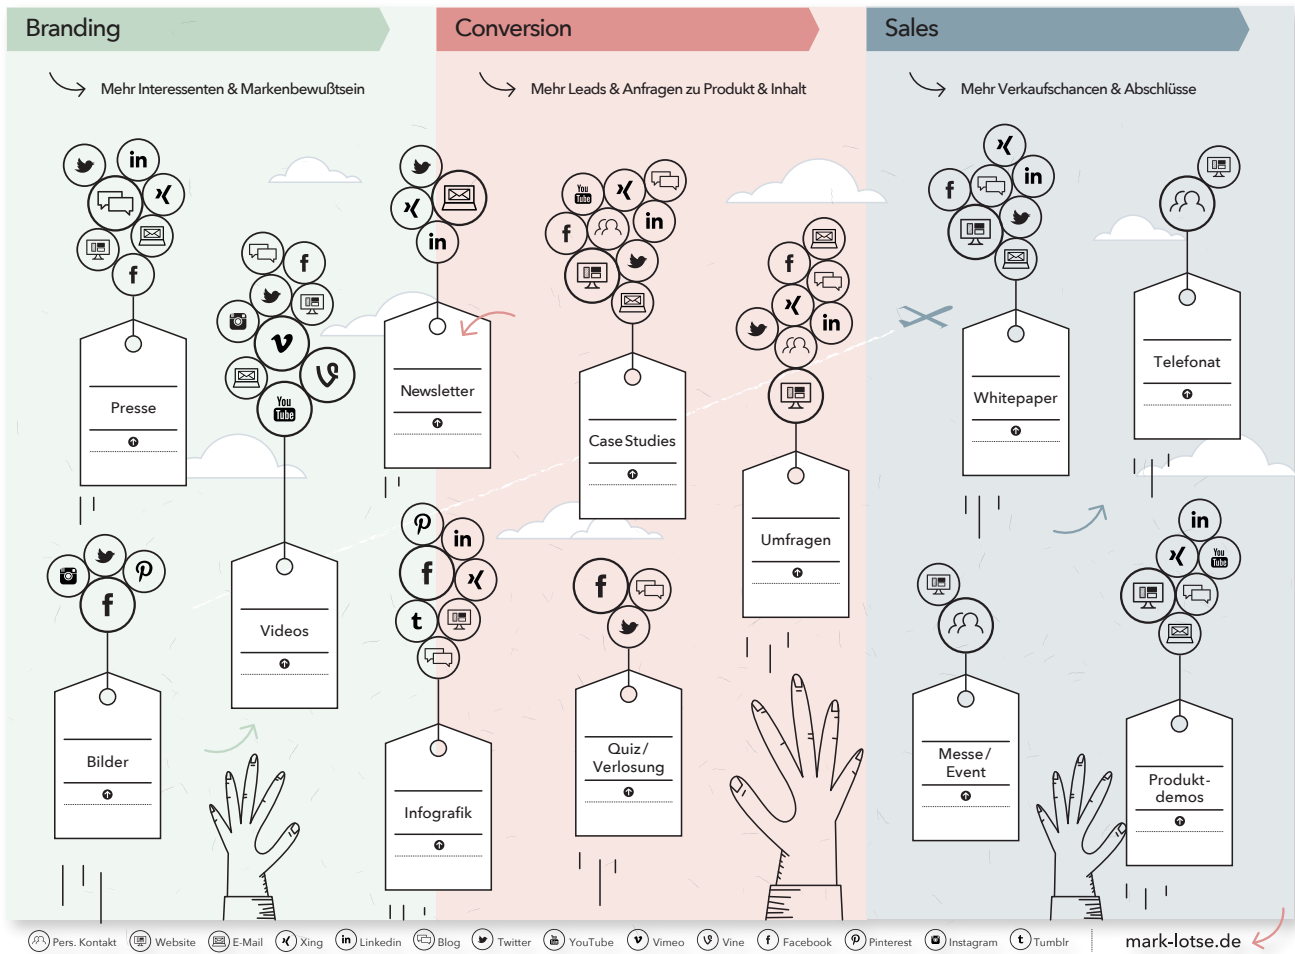 Branding
Conversion
Sales
Mehr Interessenten & Markenbewußtsein
Mehr Leads & Anfragen zu Produkt & Inhalt
Mehr Verkaufschancen & Abschlüsse
Presse
Videos
Bilder
Newsletter
Infografik
Case Studies
Umfragen
Quiz/
Verlosung
Whitepaper
Telefonat
Messe/
Event
Produkt-
demos
Pers. Kontakt
Website
E-Mail
Xing
Linkedin
Blog
Twitter
YouTube
Vimeo
Vine
Facebook
Pinterest
Instagram
Tumblr
mark-lotse.de